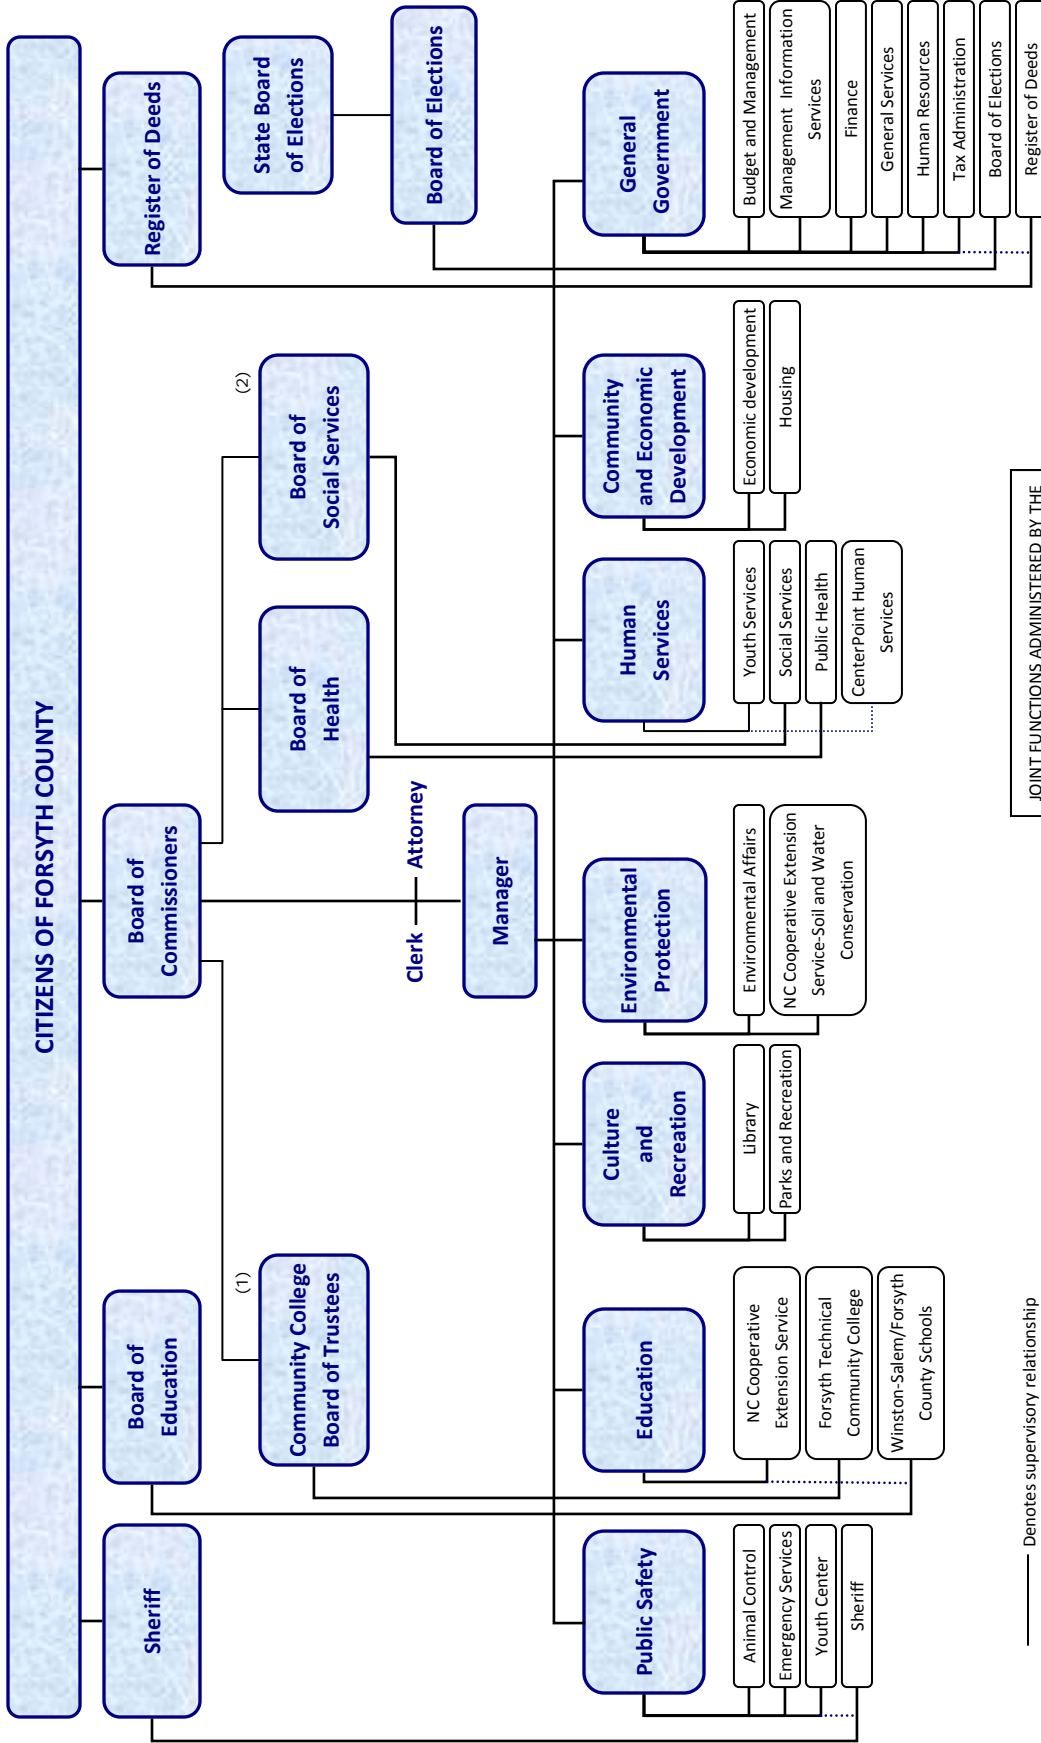 CITIZENS OF FORSYTH COUNTY
Sheriff
Board of
Education
Board of
Commissioners
Register of Deeds
(1)
Community College
Board of Trustees
Board of
Health
(2)
Board of
Social Services
State Board
of Elections
Board of Elections
Clerk
Attorney
Manager
Public Safety
Education
Culture
and
Recreation
Environmental
Protection
Human
Services
Community
and Economic
Development
General
Government
Animal Control
Emergency Services
Youth Center
Sheriff
NC Cooperative
Extension Service
Forsyth Technical
Community College
Winston-Salem/Forsyth
County Schools
Library
Parks and Recreation
Environmental Affairs
NC Cooperative Extension
Service-Soil and Water
Conservation
Youth Services
Social Services
Public Health
CenterPoint Human
Services
Economic development
Housing
Budget and Management
Management Information
Services
Finance
General Services
Human Resources
Tax Administration
Board of Elections
Register of Deeds
Denotes supervisory relationship
JOINT FUNCTIONS ADMINISTERED BY THE